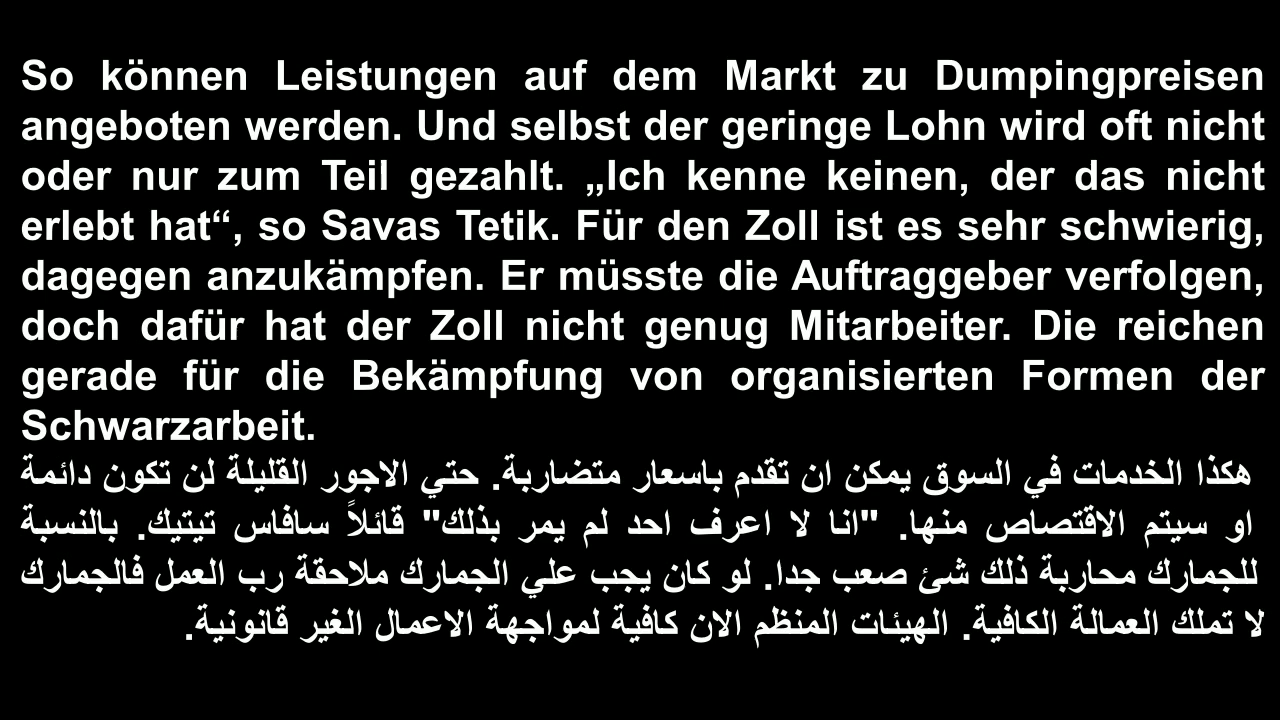 So können Leistungen auf dem Markt zu Dumpingpreisen
angeboten werden. Und selbst der geringe Lohn wird oft nicht
oder nur zum Teil gezahlt. „Ich kenne keinen, der das nicht
erlebt hat“, so Savas Tetik. Für den Zoll ist es sehr schwierig,
dagegen anzukämpfen. Er müsste die Auftraggeber verfolgen,
doch dafür hat der Zoll nicht genug Mitarbeiter. Die reichen
gerade für die Bekämpfung von organisierten Formen der
Schwarzarbeit.
هكذا الخدمات في السوق يمكن ان تقدم باسعار متضاربة. حتي الاجور القليلة لن تكون دائمة
او سيتم الاقتصاص منها. "انا لا اعرف احد لم يمر بذلك" قائلاً سافاس تيتيك. بالنسبة
للجمارك محاربة ذلك شئ صعب جدا. لو كان يجب علي الجمارك ملاحقة رب العمل فالجمارك
لا تملك العمالة الكافية. الهيئات المنظم الان كافية لمواجهة الاعمال الغير قانونية.